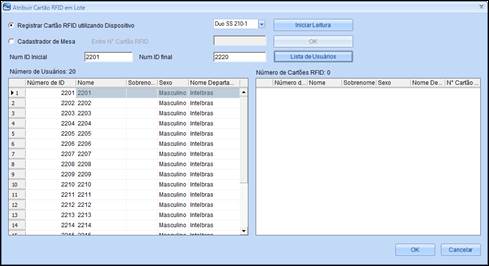 Atribuir Cartão RFID em Lote
Registrar Cartão RFID utilizando Dispositivo Duo SS 210-1 Iniciar Leitura
Cadastrador de Mesa Entre N° Cartão RFID OK
Num ID Inicial 2201 Num ID final 2220 Lista de Usuários
Número de Usuários: 20 Número de Cartões RFID: 0
Número de ID Nome Sobreno... Sexo Nome Departa...
Número d... Nome Sobrenome Sexo Nome De... N° Cartão ...
1 2201 2201 Masculino Intelbras
2 2202 2202 Masculino Intelbras
3 2203 2203 Masculino Intelbras
4 2204 2204 Masculino Intelbras
5 2205 2205 Masculino Intelbras
6 2206 2206 Masculino Intelbras
7 2207 2207 Masculino Intelbras
8 2208 2208 Masculino Intelbras
9 2209 2209 Masculino Intelbras
10 2210 2210 Masculino Intelbras
11 2211 2211 Masculino Intelbras
12 2212 2212 Masculino Intelbras
13 2213 2213 Masculino Intelbras
14 2214 2214 Masculino Intelbras
15 2215 2215 Masculino Intelbras
OK Cancelar